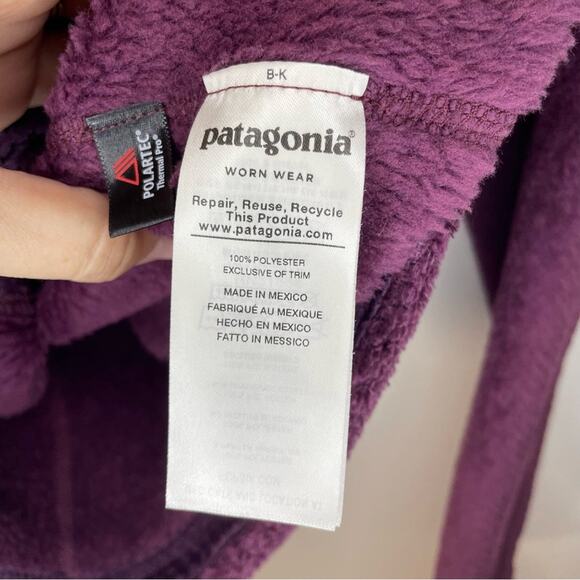 B-K
patagonia®
WORN WEAR
Repair, Reuse, Recycle
This Product
www.patagonia.com
100% POLYESTER
EXCLUSIVE OF TRIM
MADE IN MEXICO
FABRIQUÉ AU MEXIQUE
HECHO EN MEXICO
FATTO IN MESSICO
POLARTEC®
Thermal Pro®